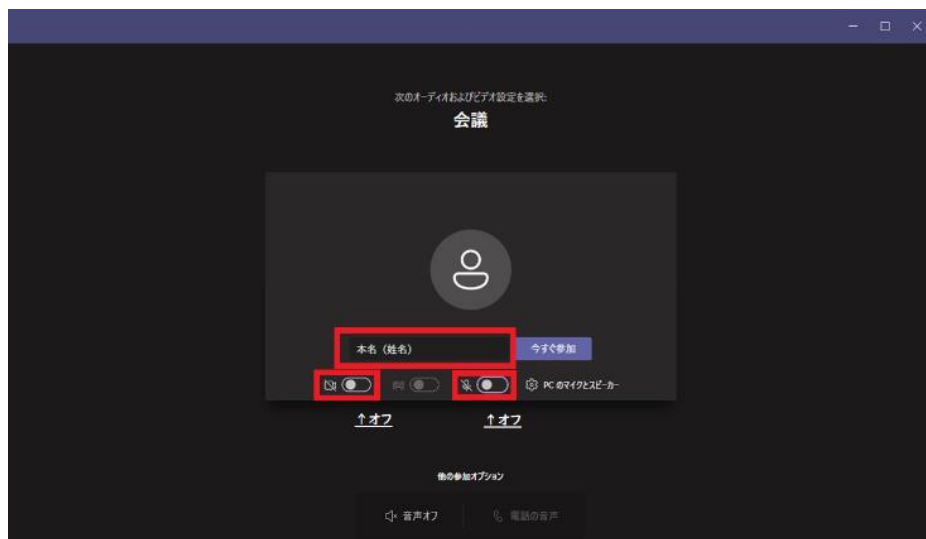 次のオーディオおよびビデオ設定を選択:
会議
本名（姓名）
今すぐ参加
PC のマイクとスピーカー
↑オフ
↑オフ
他の参加オプション
音声オフ
電話の音声